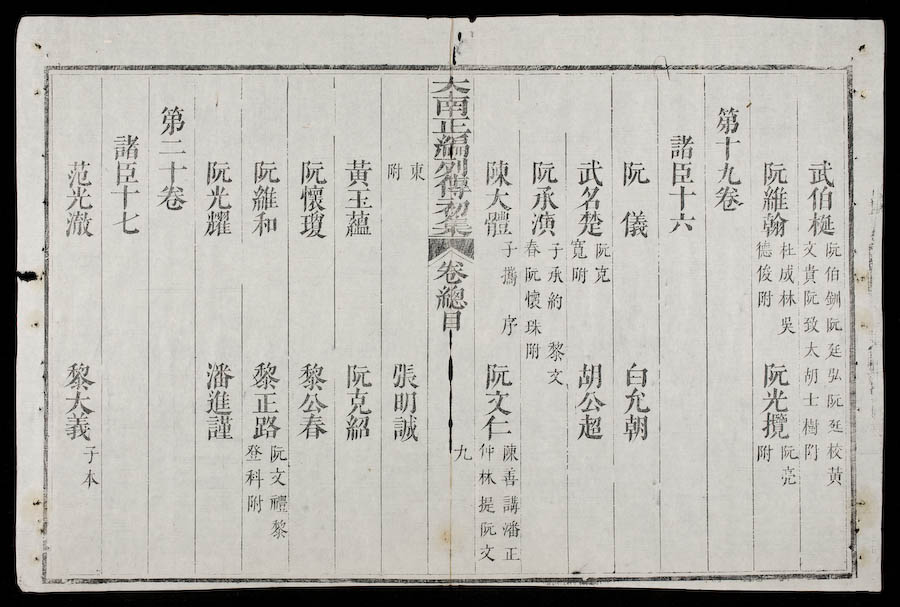 武伯梃 阮伯釧阮廷弘阮廷校黃
文貴阮致大胡士樹附
阮維翰 杜成林吳
德俊附 阮光攬 阮亮
附
第十九卷
諸臣十六
阮儀 白允朝
武名楚 阮克
寬附 胡公超
阮承演 子承約 黎文
春阮懷珠附
陳大體 子攜 序 阮文仁 陳善講潘正
仲林提阮文
大南正編列傳初集 卷總目 九
東 張明誠
附
黃玉蘊 阮克紹
阮懷瓊 黎公春
阮維和 黎正路 阮文禮黎
登科附
阮光耀 潘進謹
第二十卷
諸臣十七
范光澈 黎大義 子本